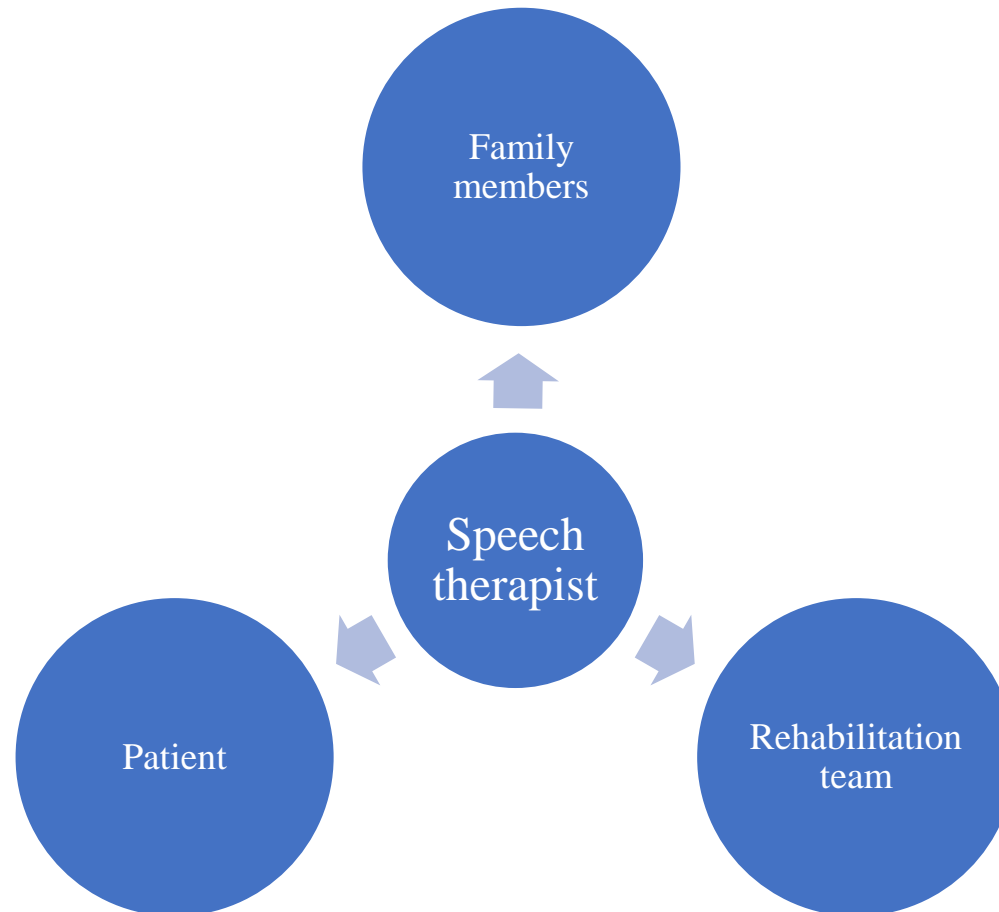 Family
members
Speech
therapist
Patient
Rehabilitation
team